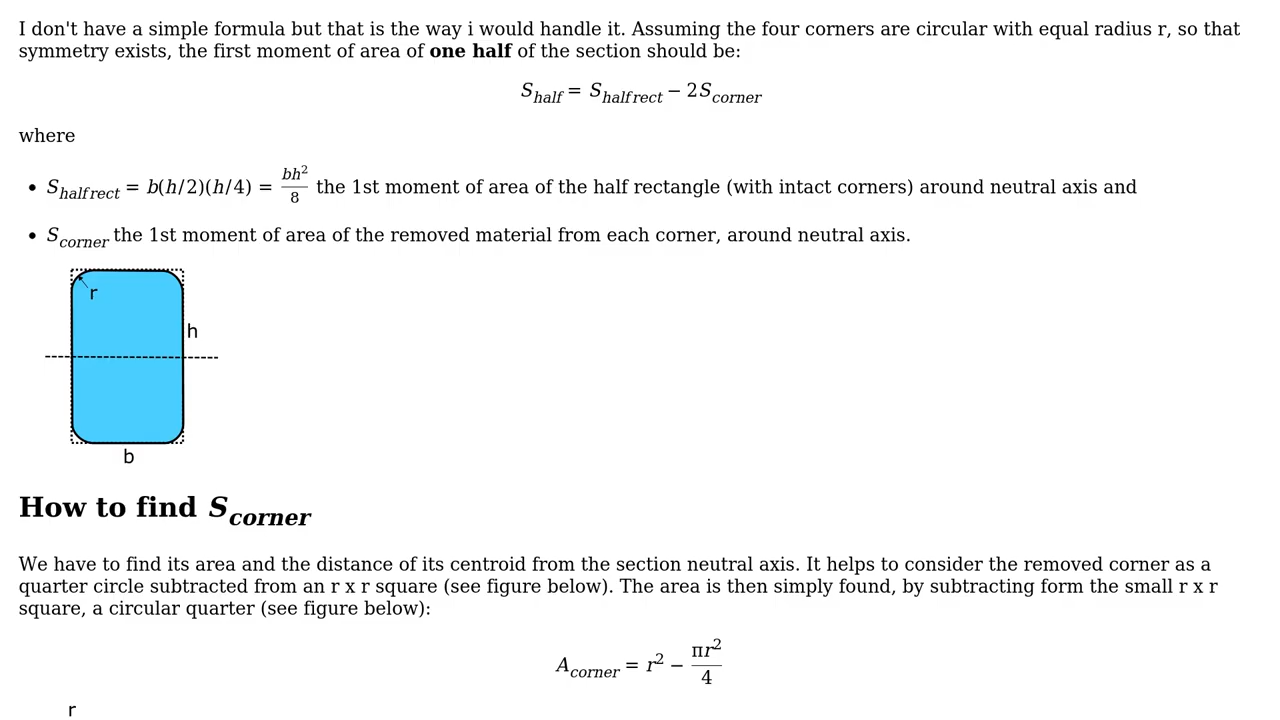 I don't have a simple formula but that is the way i would handle it. Assuming the four corners are circular with equal radius r, so that
symmetry exists, the first moment of area of one half of the section should be:
S_half = S_halfrect − 2S_corner
where
• S_halfrect = b(h/2)(h/4) = bh²/8 the 1st moment of area of the half rectangle (with intact corners) around neutral axis and
• S_corner the 1st moment of area of the removed material from each corner, around neutral axis.
r
h
b
How to find S_corner
We have to find its area and the distance of its centroid from the section neutral axis. It helps to consider the removed corner as a
quarter circle subtracted from an r x r square (see figure below). The area is then simply found, by subtracting form the small r x r
square, a circular quarter (see figure below):
A_corner = r² − πr²/4
r